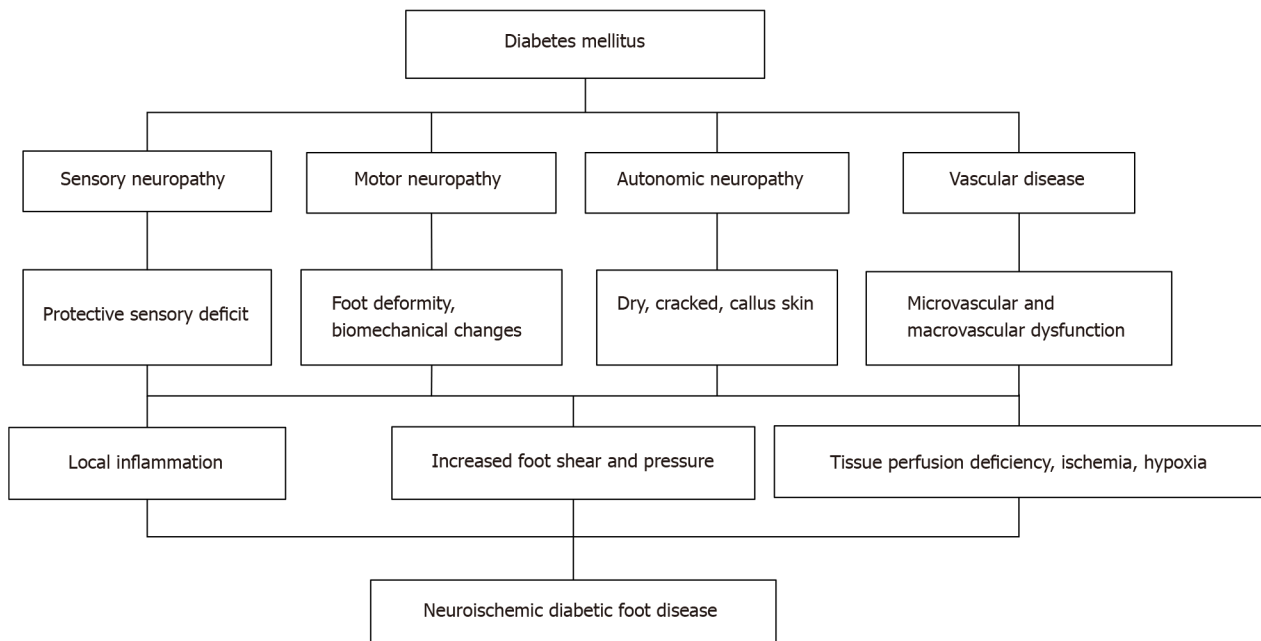 Diabetes mellitus
Sensory neuropathy
Motor neuropathy
Autonomic neuropathy
Vascular disease
Protective sensory deficit
Foot deformity,
biomechanical changes
Dry, cracked, callus skin
Microvascular and
macrovascular dysfunction
Local inflammation
Increased foot shear and pressure
Tissue perfusion deficiency, ischemia, hypoxia
Neuroischemic diabetic foot disease